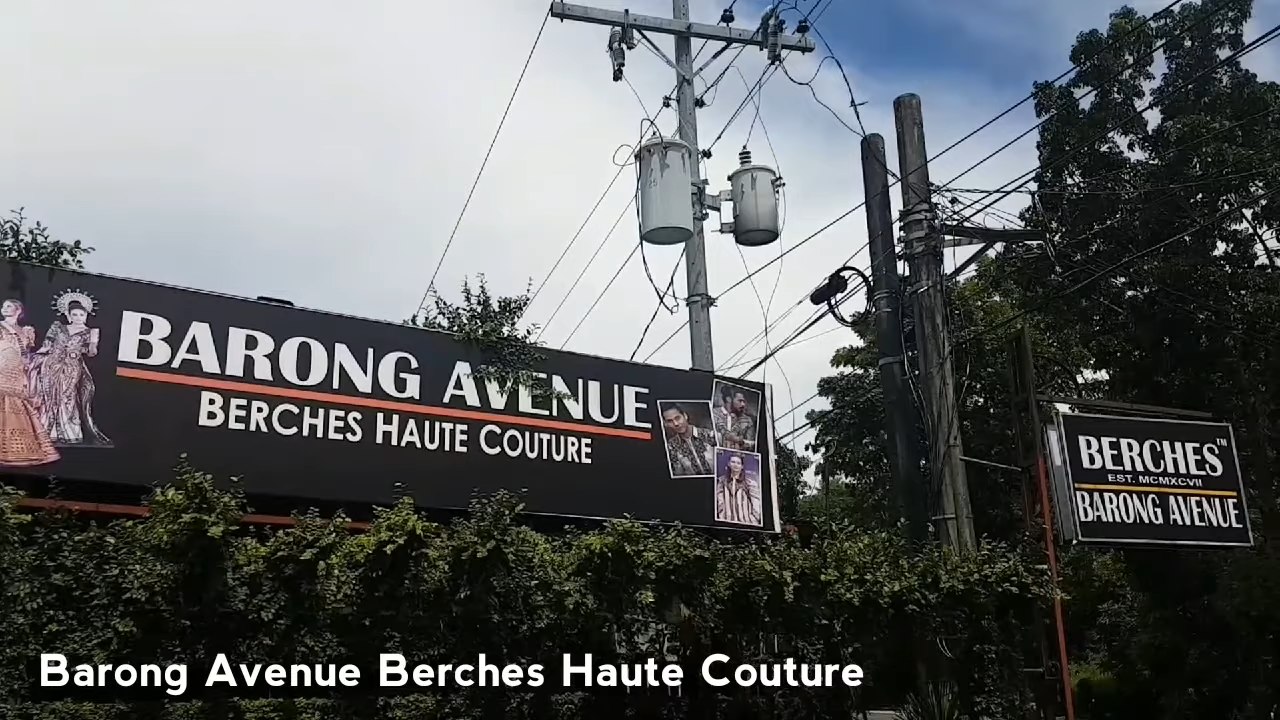 BARONG AVENUE
BERCHES HAUTE COUTURE
BERCHES™
EST. MCMXCVII
BARONG AVENUE
Barong Avenue Berches Haute Couture